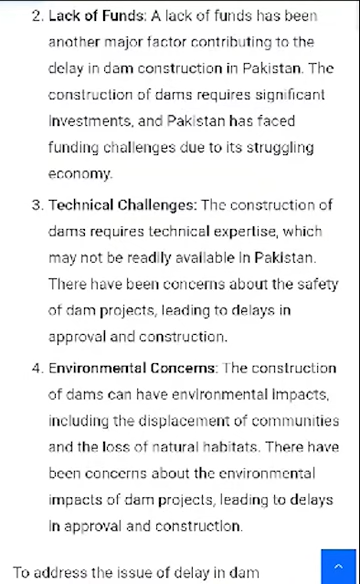 2. Lack of Funds: A lack of funds has been
another major factor contributing to the
delay in dam construction in Pakistan. The
construction of dams requires significant
investments, and Pakistan has faced
funding challenges due to its struggling
economy.
3. Technical Challenges: The construction of
dams requires technical expertise, which
may not be readily available in Pakistan.
There have been concerns about the safety
of dam projects, leading to delays in
approval and construction.
4. Environmental Concerns: The construction
of dams can have environmental impacts,
including the displacement of communities
and the loss of natural habitats. There have
been concerns about the environmental
impacts of dam projects, leading to delays
in approval and construction.
To address the issue of delay in dam